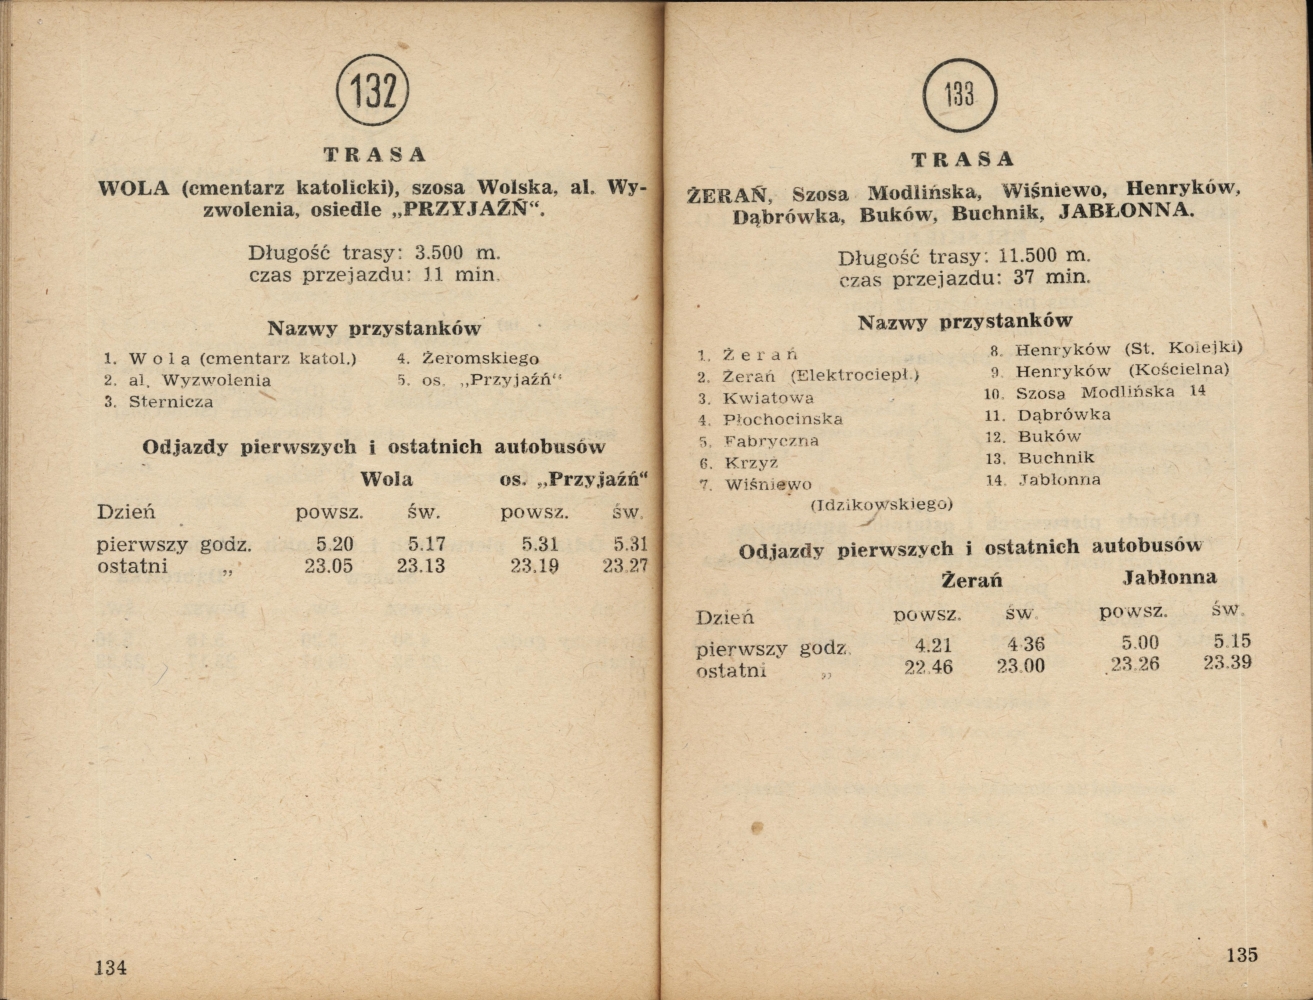 132
TRASA
WOLA (cmentarz katolicki), szosa Wolska, al. Wy-
zwolenia, osiedle „PRZYJAŹŃ“.
Długość trasy: 3.500 m.
czas przejazdu: 11 min.
Nazwy przystanków
1. Wola (cmentarz katol.)
2. al. Wyzwolenia
3. Sternicza
4. Żeromskiego
5. os. „Przyjaźń“
Odjazdy pierwszych i ostatnich autobusów
Wola os. „Przyjaźń“
Dzień powsz. św. powsz. św.
pierwszy godz. 5.20 5.17 5.31 5.31
ostatni „ 23.05 23.13 23.19 23.27
134
133
TRASA
ŻERAŃ, Szosa Modlińska, Wiśniewo, Henryków,
Dąbrówka, Buków, Buchnik, JABŁONNA.
Długość trasy: 11.500 m.
czas przejazdu: 37 min.
Nazwy przystanków
1. Żerań
2. Żerań (Elektrociepł.)
3. Kwiatowa
4. Płochocinska
5. Fabryczna
6. Krzyż
7. Wiśniewo
(Idzikowskiego)
8. Henryków (St. Kolejki)
9. Henryków (Kościelna)
10. Szosa Modlińska 14
11. Dąbrówka
12. Buków
13. Buchnik
14. Jabłonna
Odjazdy pierwszych i ostatnich autobusów
Żerań Jabłonna
Dzień powsz. św. powsz. św.
pierwszy godz. 4.21 4.36 5.00 5.15
ostatni „ 22.46 23.00 23.26 23.39
135